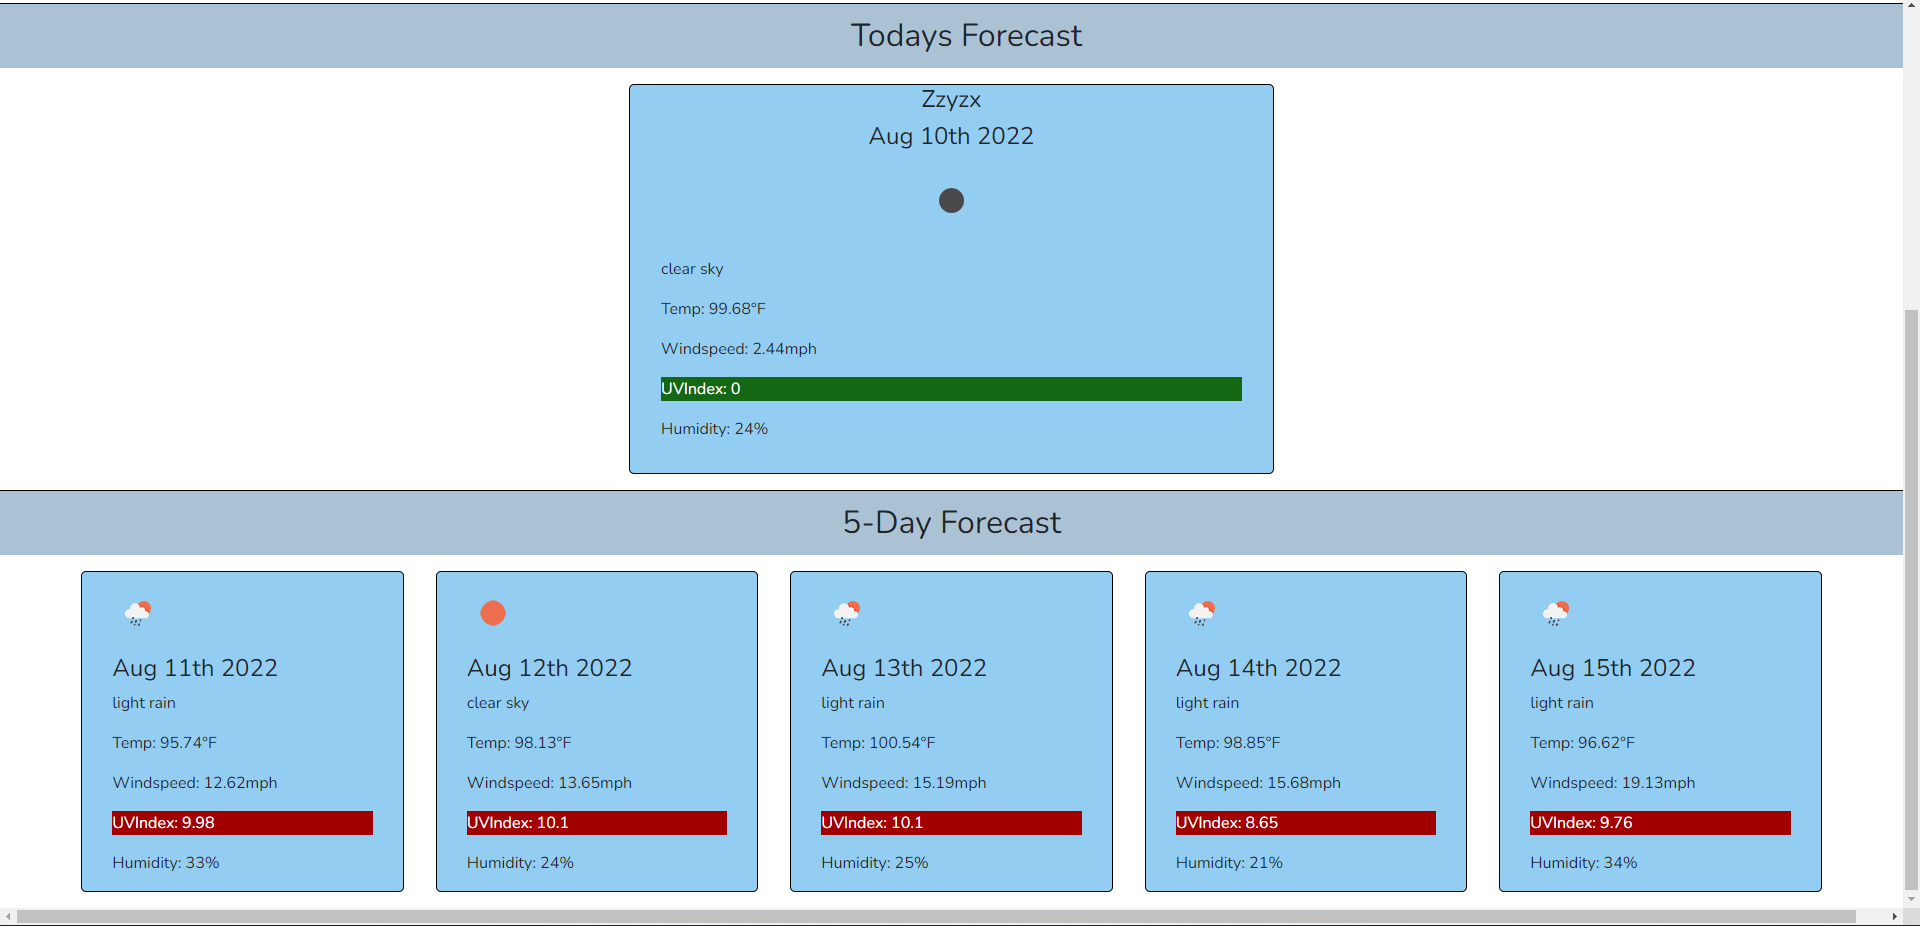 Todays Forecast
Zzyzx
Aug 10th 2022
clear sky
Temp: 99.68°F
Windspeed: 2.44mph
UVIndex: 0
Humidity: 24%
5-Day Forecast
Aug 11th 2022
light rain
Temp: 95.74°F
Windspeed: 12.62mph
UVIndex: 9.98
Humidity: 33%
Aug 12th 2022
clear sky
Temp: 98.13°F
Windspeed: 13.65mph
UVIndex: 10.1
Humidity: 24%
Aug 13th 2022
light rain
Temp: 100.54°F
Windspeed: 15.19mph
UVIndex: 10.1
Humidity: 25%
Aug 14th 2022
light rain
Temp: 98.85°F
Windspeed: 15.68mph
UVIndex: 8.65
Humidity: 21%
Aug 15th 2022
light rain
Temp: 96.62°F
Windspeed: 19.13mph
UVIndex: 9.76
Humidity: 34%